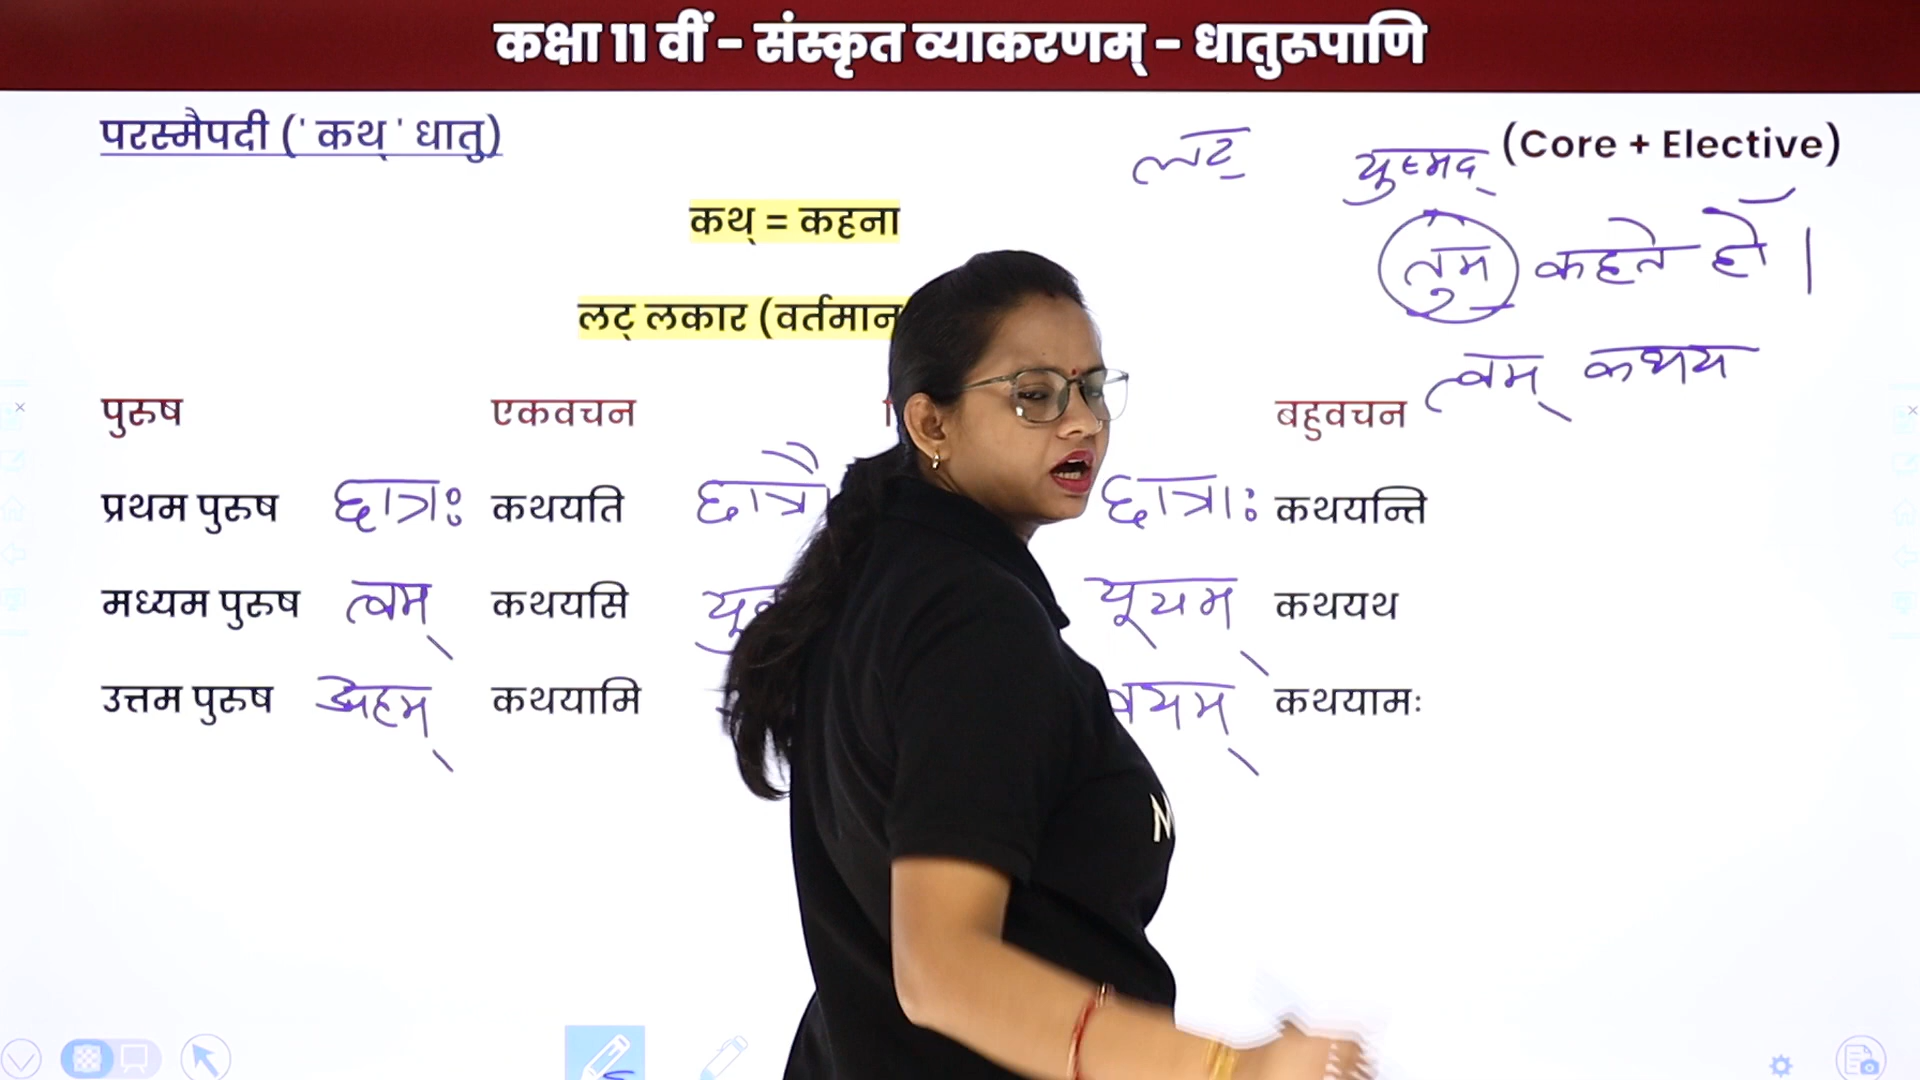 कक्षा 11 वीं - संस्कृत व्याकरणम् - धातुरूपाणि
परस्मैपदी ( ' कथ् ' धातु)
लट्
युष्मद्
(Core + Elective)
कथ् = कहना
तुम कहते हो ।
लट् लकार (वर्तमान
त्वम् कथय
पुरुष एकवचन बहुवचन
प्रथम पुरुष छात्रः कथयति छात्रौ छात्राः कथयन्ति
मध्यम पुरुष त्वम् कथयसि यूयम् कथयथ
उत्तम पुरुष अहम् कथयामि वयम् कथयामः